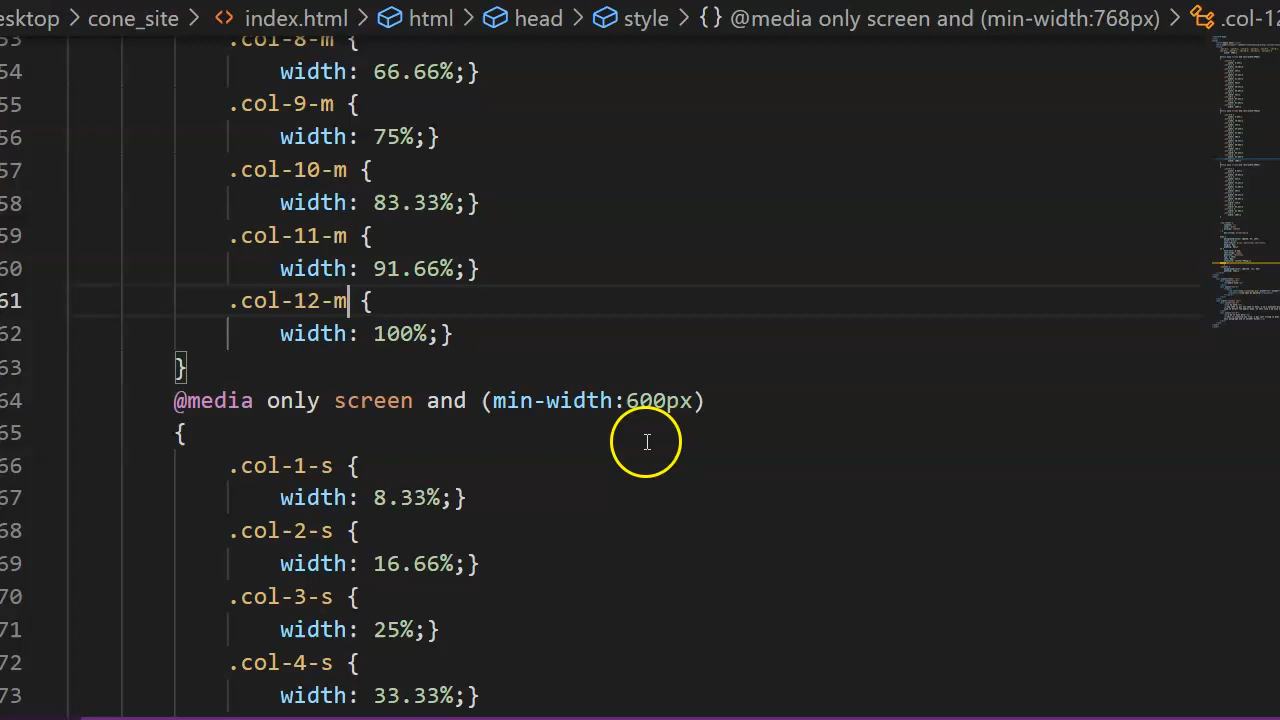 esktop > cone_site > index.html > html > head > style > {} @media only screen and (min-width:768px) > .col-12
53 .col-8-m {
54 width: 66.66%;}
55 .col-9-m {
56 width: 75%;}
57 .col-10-m {
58 width: 83.33%;}
59 .col-11-m {
60 width: 91.66%;}
61 .col-12-m {
62 width: 100%;}
63 }
64 @media only screen and (min-width:600px)
65 {
66 .col-1-s {
67 width: 8.33%;}
68 .col-2-s {
69 width: 16.66%;}
70 .col-3-s {
71 width: 25%;}
72 .col-4-s {
73 width: 33.33%;}